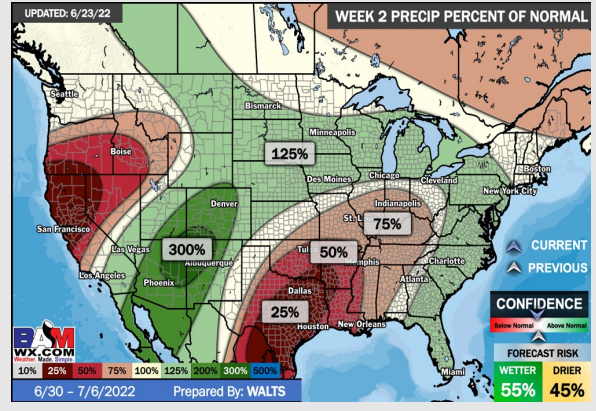 UPDATED: 6/23/22
WEEK 2 PRECIP PERCENT OF NORMAL
Seattle
Bismarck
Minneapolis
Boise
125%
Boston
Des Moines
Chicago
Cleveland
New York City
Denver
Indianapolis
St. L
75%
San Francisco
Las Vegas
300%
Tul
50%
mphis
Charlotte
Los Angeles
Albuquerque
Phoenix
Atlanta
Dallas
25%
Houston
New Orleans
Miami
CURRENT
PREVIOUS
CONFIDENCE
Below Normal
Above Normal
FORECAST RISK
WETTER
DRIER
55%
45%
BAM
WX.COM
Weather. Made. Simple.
10% 25% 50% 75% 100% 125% 200% 300% 500%
6/30 - 7/6/2022
Prepared By: WALTS